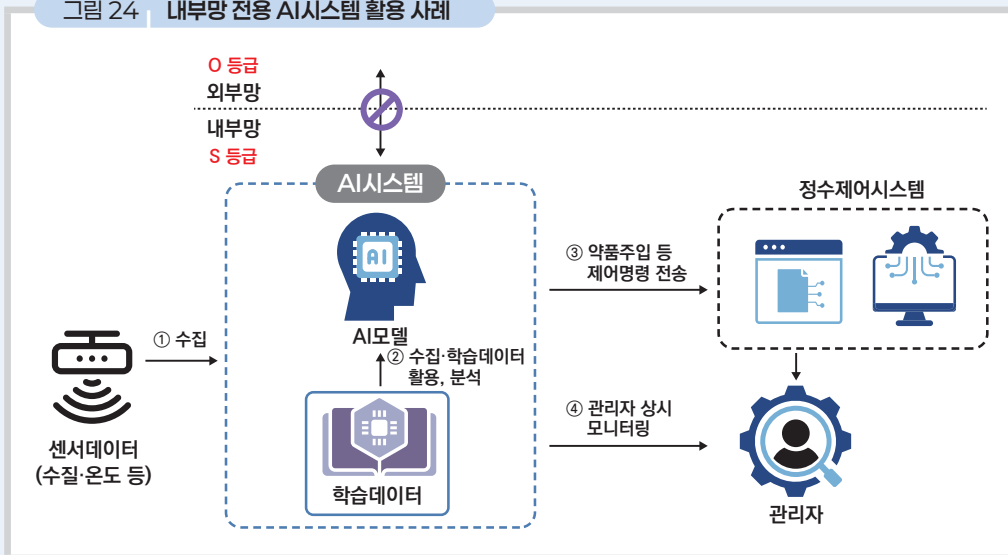 그림 24 내부망 전용 AI시스템 활용 사례
O 등급
외부망
내부망
S 등급
AI시스템
정수제어시스템
AI
③ 약품주입 등
제어명령 전송
① 수집
AI모델
② 수집·학습데이터
활용, 분석
④ 관리자 상시
모니터링
센서데이터
(수질·온도 등)
학습데이터
관리자